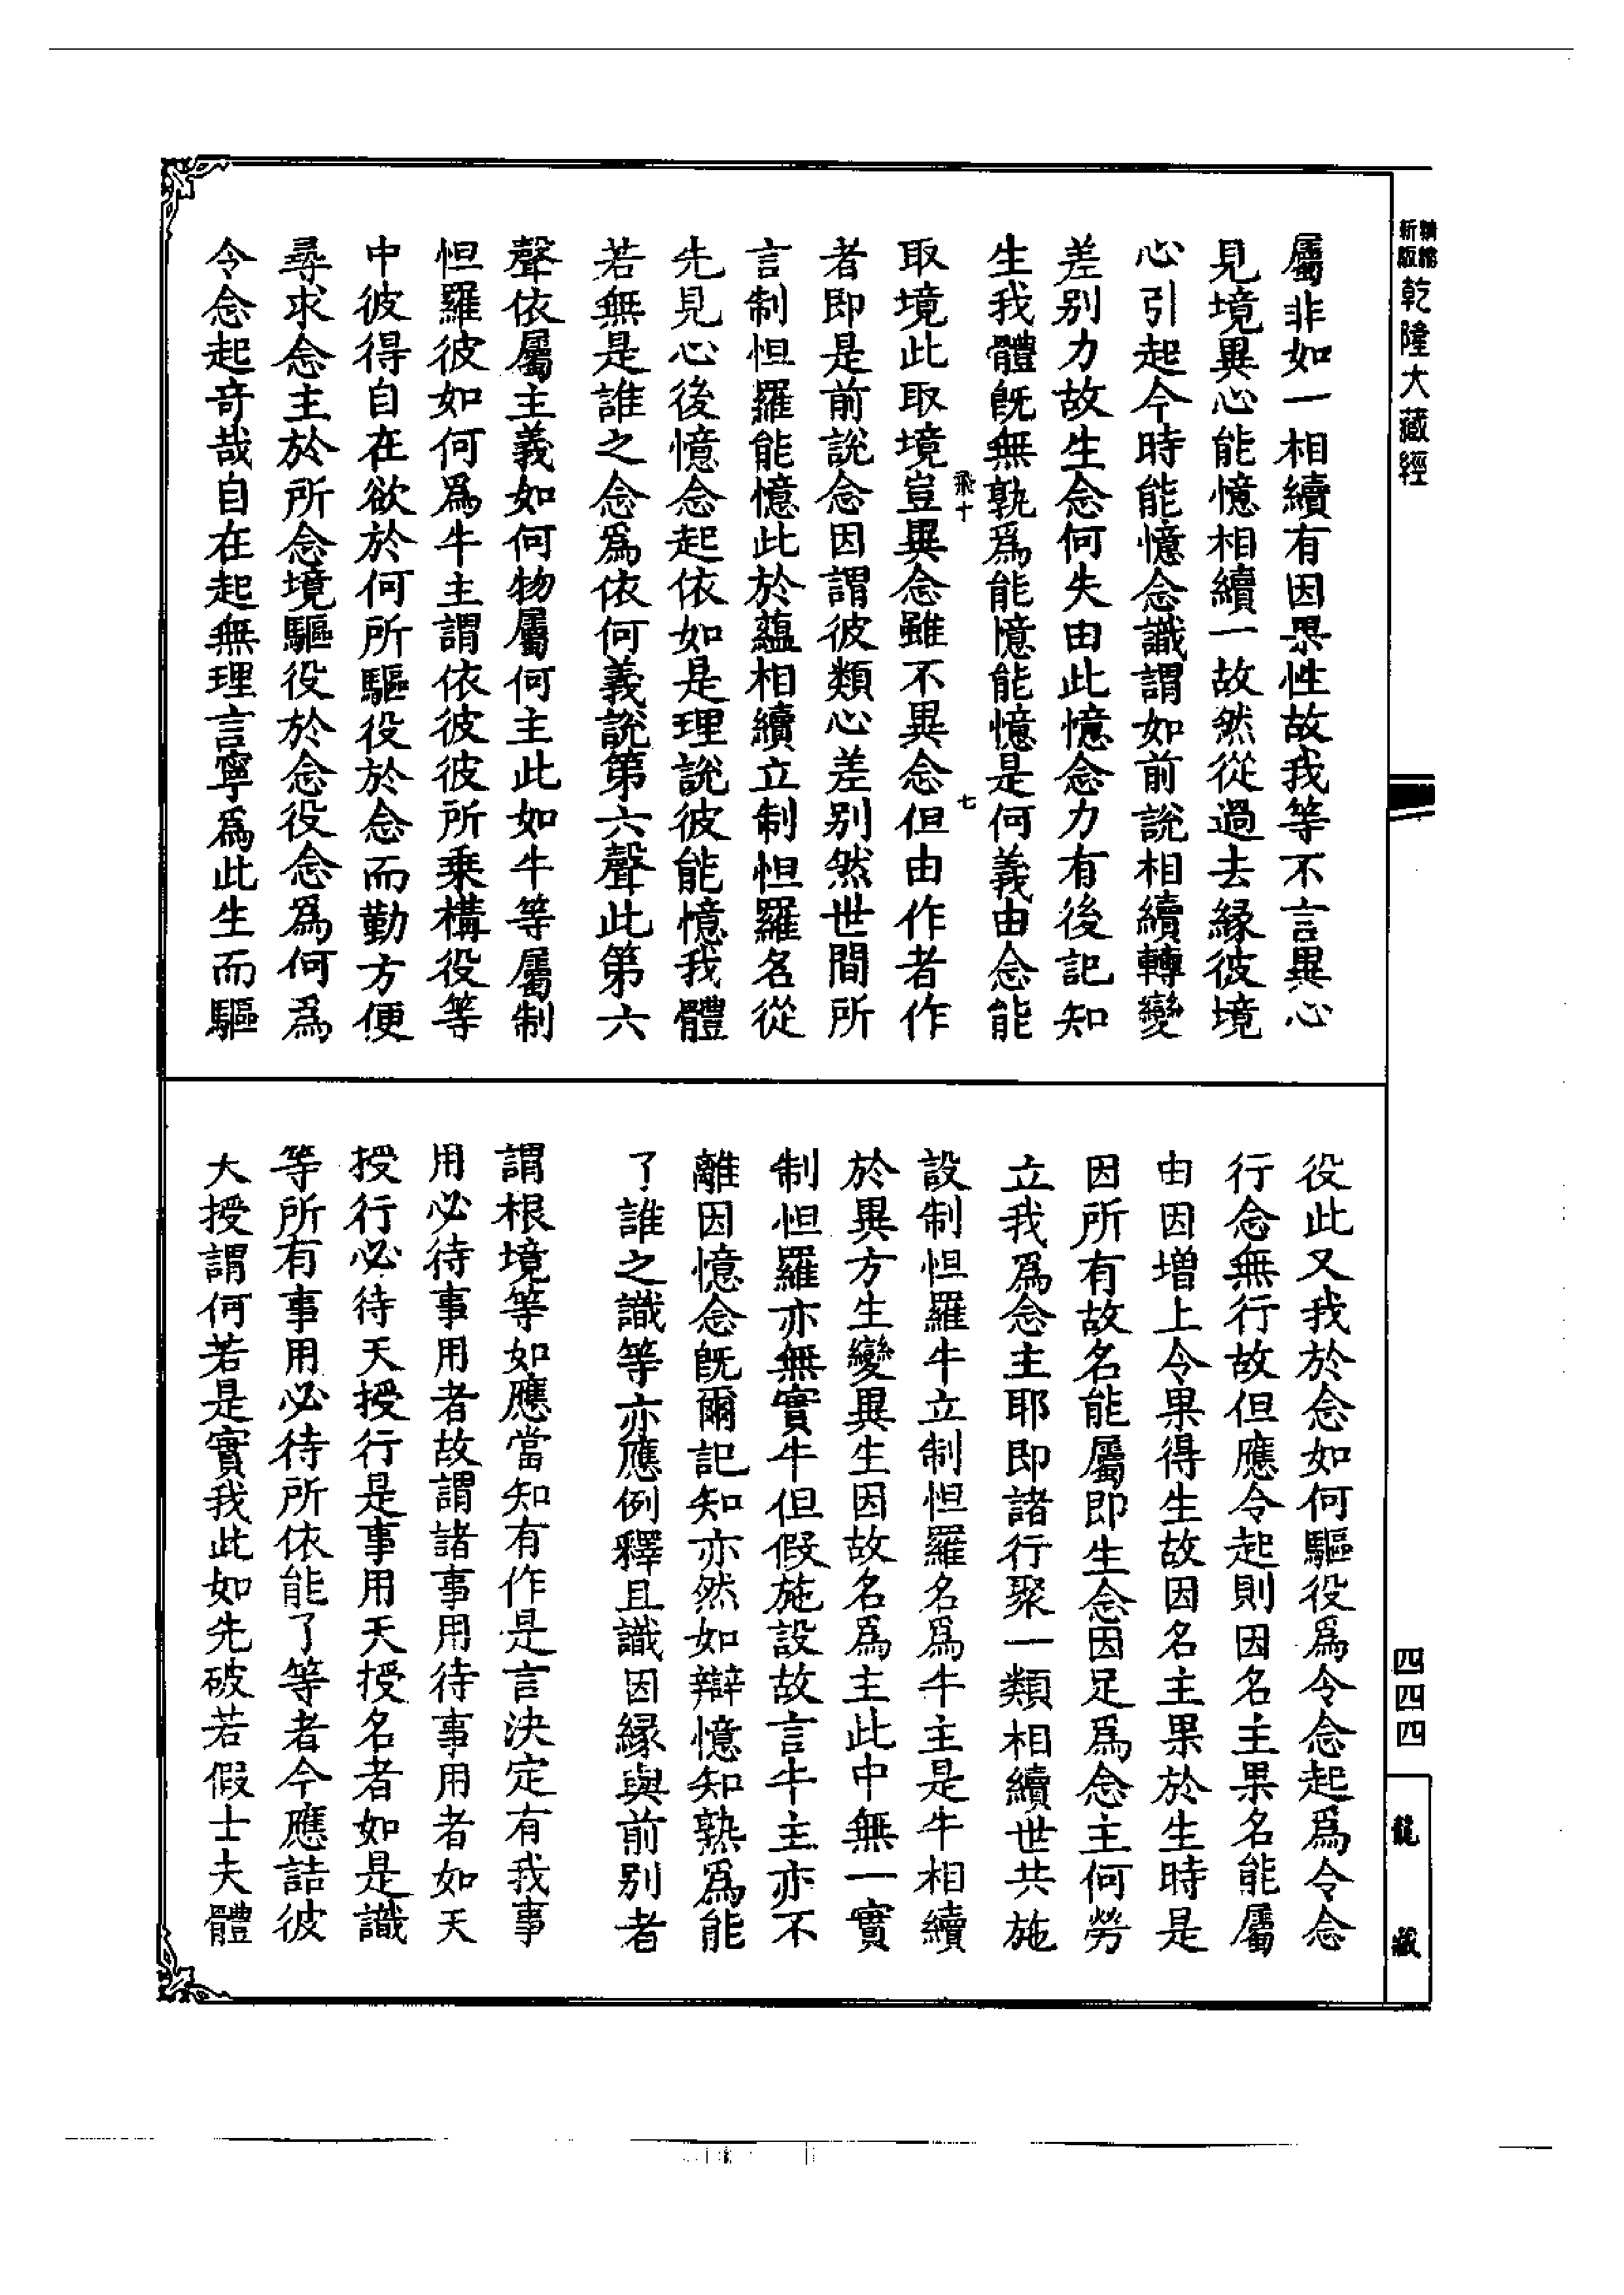 精縮新版乾隆大藏經
屬非如一相續有因果性故我等不言異心
見境異心能憶相續一故然從過去緣彼境
心引起今時能憶念識謂如前說相續轉變
差別力故生念何失由此憶念力有後記知
生我體既無孰爲能憶能憶是何義由念能
飛十
七
取境此取境豈異念雖不異念但由作者作
者即是前說念因謂彼類心差別然世間所
言制怛羅能憶此於蘊相續立制怛羅名從
先見心後憶念起依如是理說彼能憶我體
若無是誰之念爲依何義說第六聲此第六
聲依屬主義如何物屬何主此如牛等屬制
怛羅彼如何爲牛主謂依彼彼所乘構役等
中彼得自在欲於何所驅役於念而勤方便
尋求念主於所念境驅役於念役念爲何爲
令念起奇哉自在起無理言寧爲此生而驅
役此又我於念如何驅役爲令念起爲令念
行念無行故但應令起則因名主果名能屬
由因增上令果得生故因名主果於生時是
因所有故名能屬即生念因足爲念主何勞
立我爲念主耶即諸行聚一類相續世共施
設制怛羅牛立制怛羅名爲牛主是牛相續
於異方生變異生因故名爲主此中無一實
制怛羅亦無實牛但假施設故言牛主亦不
離因憶念既爾記知亦然如辯憶知孰爲能
了誰之識等亦應例釋且識因緣與前別者
謂根境等如應當知有作是言決定有我事
用必待事用者故謂諸事用待事用者如天
授行必待天授行是事用天授名者如是識
等所有事用必待所依能了等者今應詰彼
大授謂何若是實我此如先破若假士夫體
四四四
龍藏